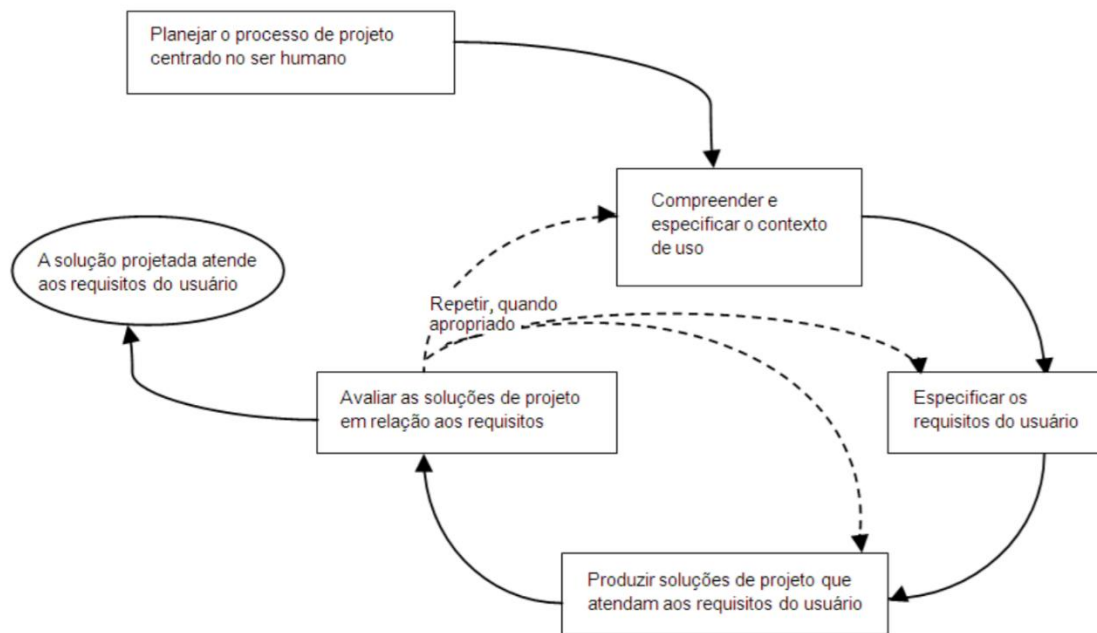 Planejar o processo de projeto
centrado no ser humano
Compreender e
especificar o contexto
de uso
A solução projetada atende
aos requisitos do usuário
Repetir, quando
apropriado
Avaliar as soluções de projeto
em relação aos requisitos
Especificar os
requisitos do usuário
Produzir soluções de projeto que
atendam aos requisitos do usuário